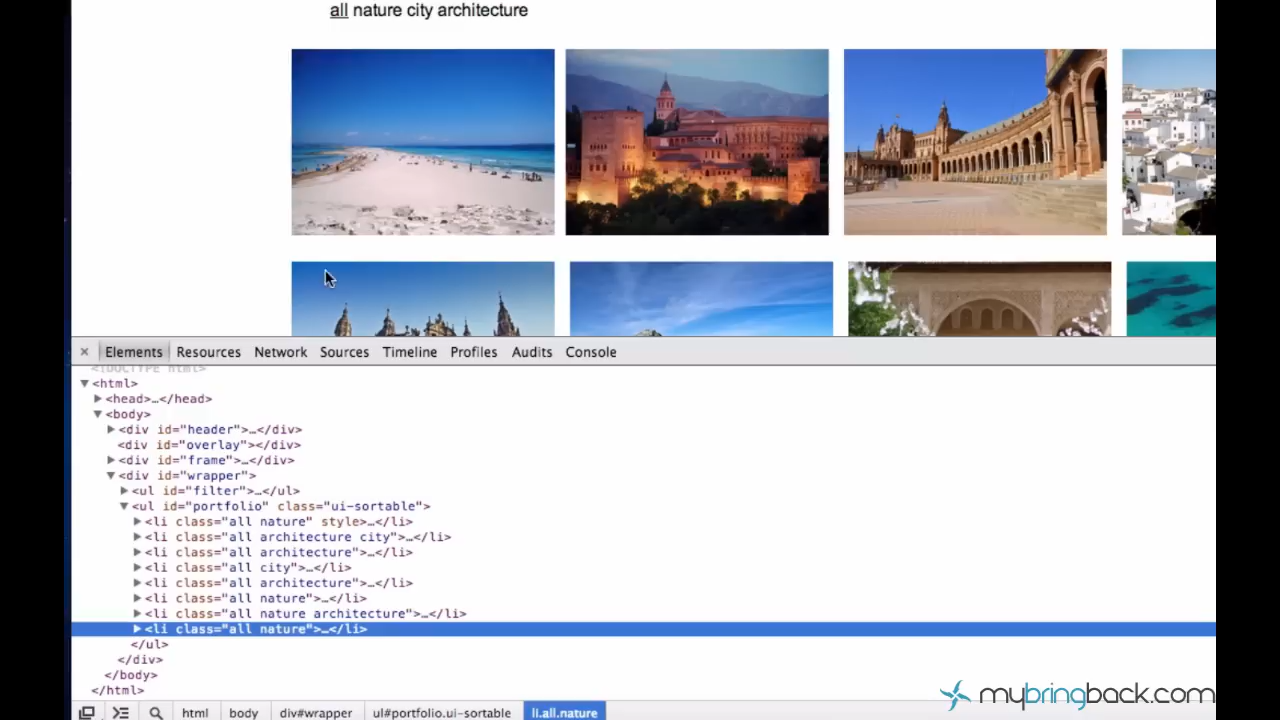 all nature city architecture
× Elements Resources Network Sources Timeline Profiles Audits Console
<!DOCTYPE html>
▼<html>
▶<head>…</head>
▼<body>
▶<div id="header">…</div>
<div id="overlay"></div>
▶<div id="frame">…</div>
▼<div id="wrapper">
▶<ul id="filter">…</ul>
▼<ul id="portfolio" class="ui-sortable">
▶<li class="all nature" style>…</li>
▶<li class="all architecture city">…</li>
▶<li class="all architecture">…</li>
▶<li class="all city">…</li>
▶<li class="all architecture">…</li>
▶<li class="all nature">…</li>
▶<li class="all nature architecture">…</li>
▶<li class="all nature">…</li>
</ul>
</div>
</body>
</html>
html body div#wrapper ul#portfolio.ui-sortable li.all.nature
mybringback.com